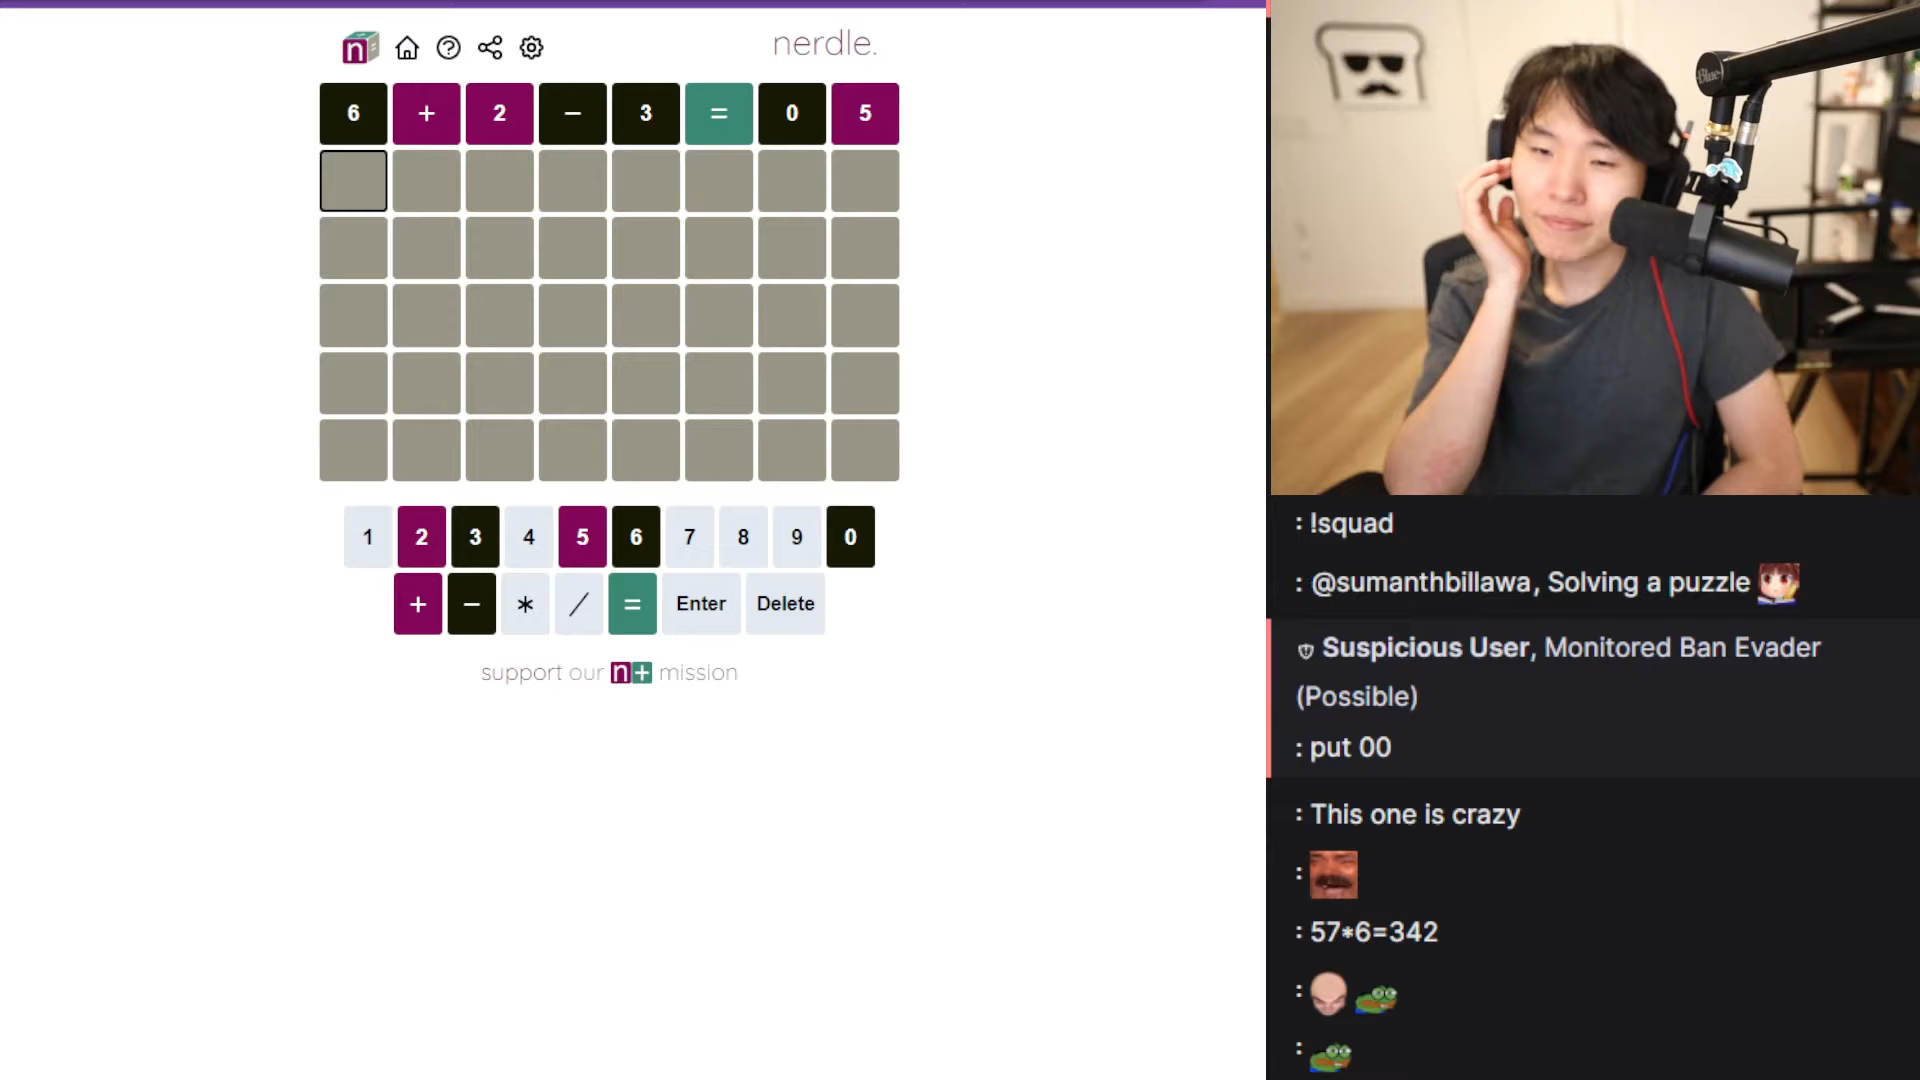 n
nerdle.
6 + 2 − 3 = 0 5
1 2 3 4 5 6 7 8 9 0
+ − * / = Enter Delete
support our n+ mission
Blue
: !squad
: @sumanthbillawa, Solving a puzzle
Suspicious User, Monitored Ban Evader
(Possible)
: put 00
: This one is crazy
:
: 57*6=342
:
: